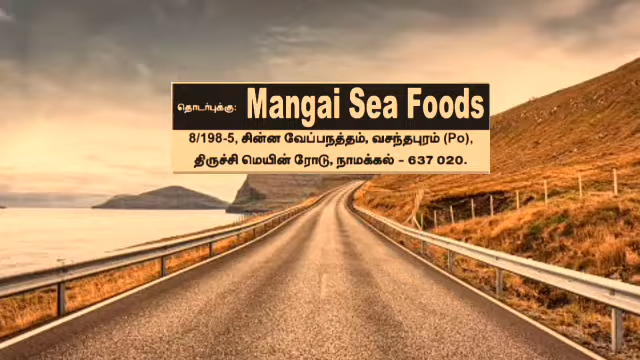 தொடர்புக்கு: Mangai Sea Foods
8/198-5, சின்ன வேப்பநத்தம், வசந்தபுரம் (Po),
திருச்சி மெயின் ரோடு, நாமக்கல் - 637 020.